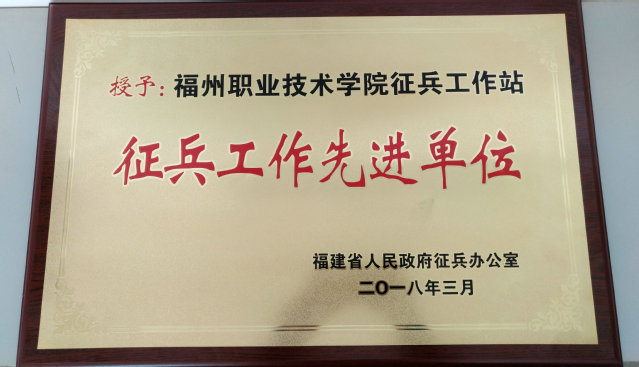 授予：福州职业技术学院征兵工作站
征兵工作先进单位
福建省人民政府征兵办公室
二〇一八年三月